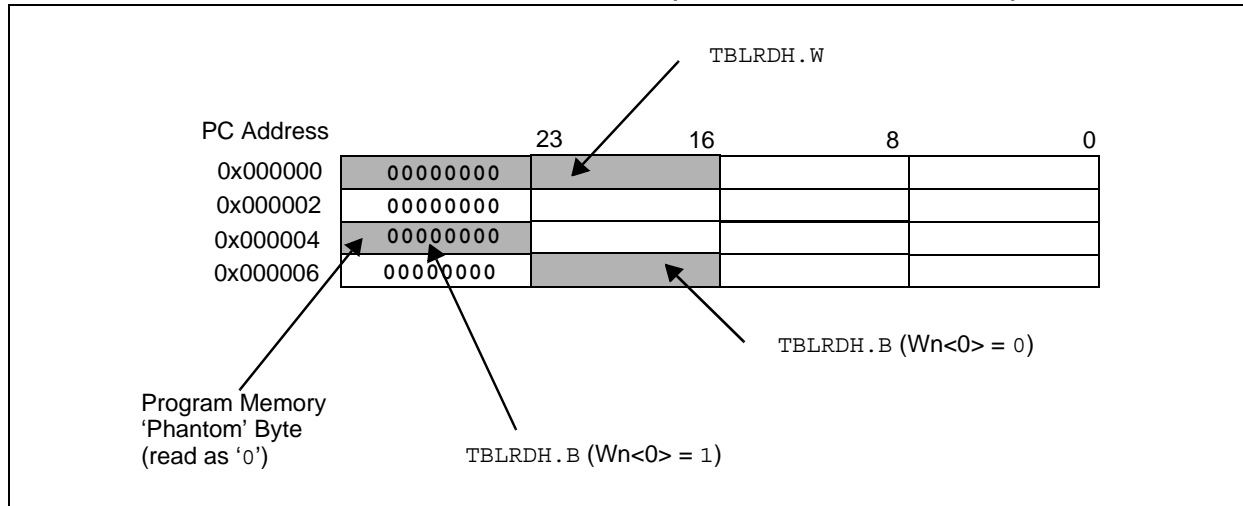 TBLRDH.W
PC Address
23 16 8 0
0x000000 00000000
0x000002 00000000
0x000004 00000000
0x000006 00000000
TBLRDH.B (Wn<0> = 0)
Program Memory
‘Phantom’ Byte
(read as ‘0’)
TBLRDH.B (Wn<0> = 1)